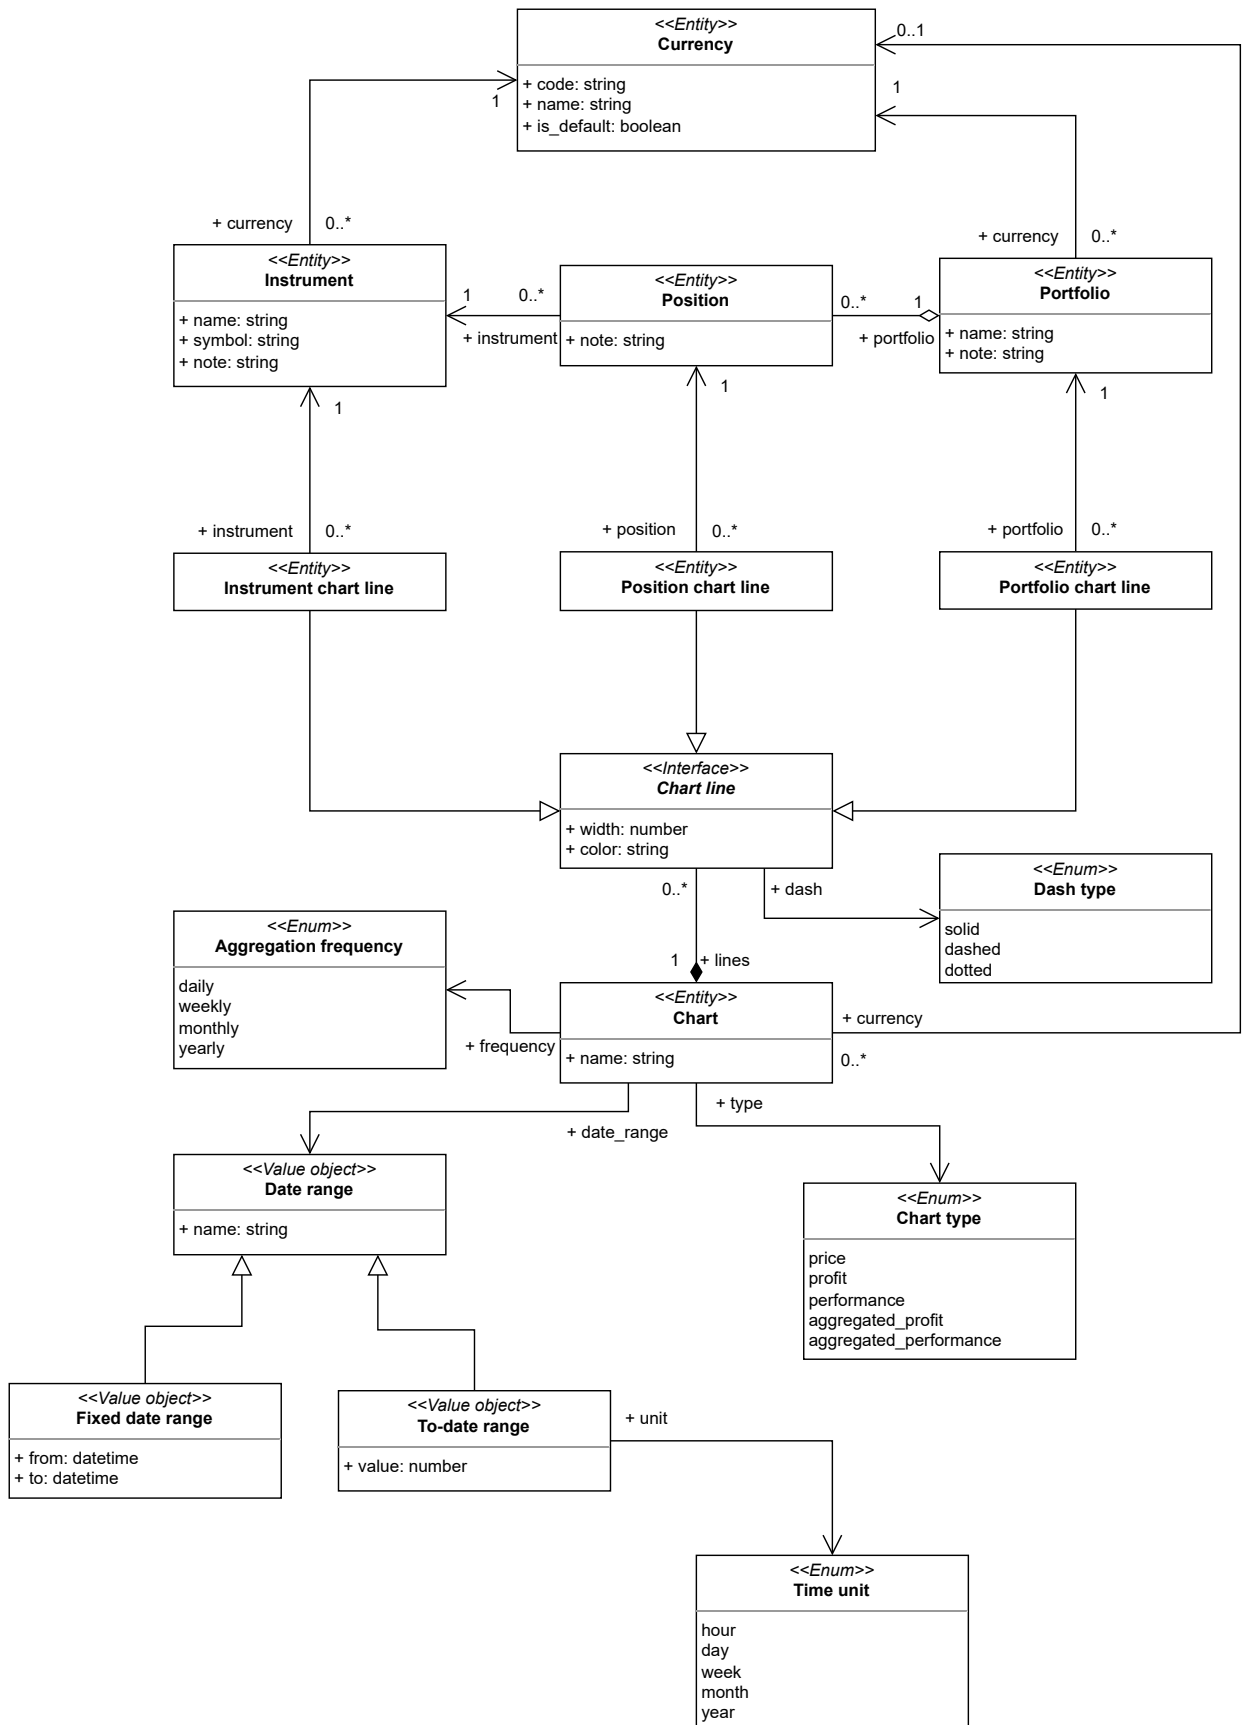 <<Entity>>
Currency
+ code: string
+ name: string
+ is_default: boolean
0..1
1
1
+ currency
0..*
+ currency
0..*
<<Entity>>
Instrument
+ name: string
+ symbol: string
+ note: string
1
0..*
+ instrument
<<Entity>>
Position
+ note: string
0..*
1
+ portfolio
<<Entity>>
Portfolio
+ name: string
+ note: string
1
1
1
+ instrument
0..*
+ position
0..*
+ portfolio
0..*
<<Entity>>
Instrument chart line
<<Entity>>
Position chart line
<<Entity>>
Portfolio chart line
<<Interface>>
Chart line
+ width: number
+ color: string
0..*
+ dash
<<Enum>>
Dash type
solid
dashed
dotted
<<Enum>>
Aggregation frequency
daily
weekly
monthly
yearly
1
+ lines
<<Entity>>
Chart
+ name: string
+ frequency
+ currency
0..*
+ type
+ date_range
<<Value object>>
Date range
+ name: string
<<Enum>>
Chart type
price
profit
performance
aggregated_profit
aggregated_performance
<<Value object>>
Fixed date range
+ from: datetime
+ to: datetime
<<Value object>>
To-date range
+ value: number
+ unit
<<Enum>>
Time unit
hour
day
week
month
year